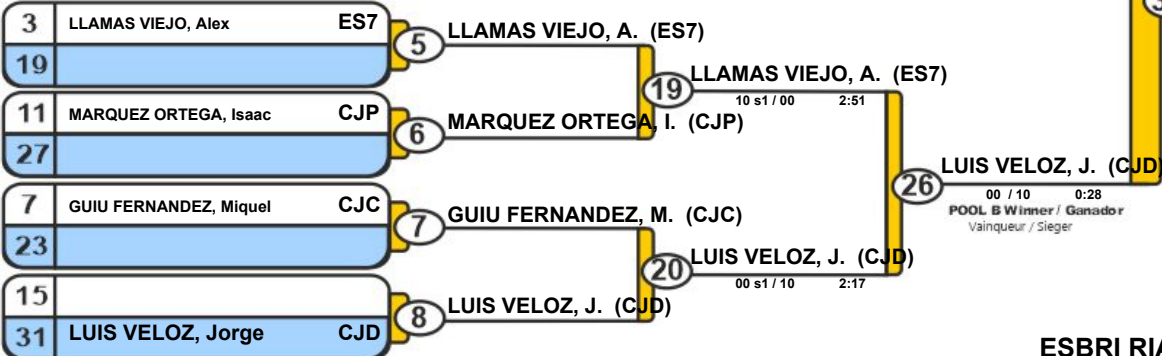 3 LLAMAS VIEJO, Alex ES7
19
5 LLAMAS VIEJO, A. (ES7)
19 LLAMAS VIEJO, A. (ES7)
10 s1 / 00 2:51
11 MARQUEZ ORTEGA, Isaac CJP
27
6 MARQUEZ ORTEGA, I. (CJP)
26 LUIS VELOZ, J. (CJD)
00 / 10 0:28
POOL B Winner / Ganador
Vainqueur / Sieger
7 GUIU FERNANDEZ, Miquel CJC
23
7 GUIU FERNANDEZ, M. (CJC)
20 LUIS VELOZ, J. (CJD)
00 s1 / 10 2:17
15
31 LUIS VELOZ, Jorge CJD
8 LUIS VELOZ, J. (CJD)
ESBRI